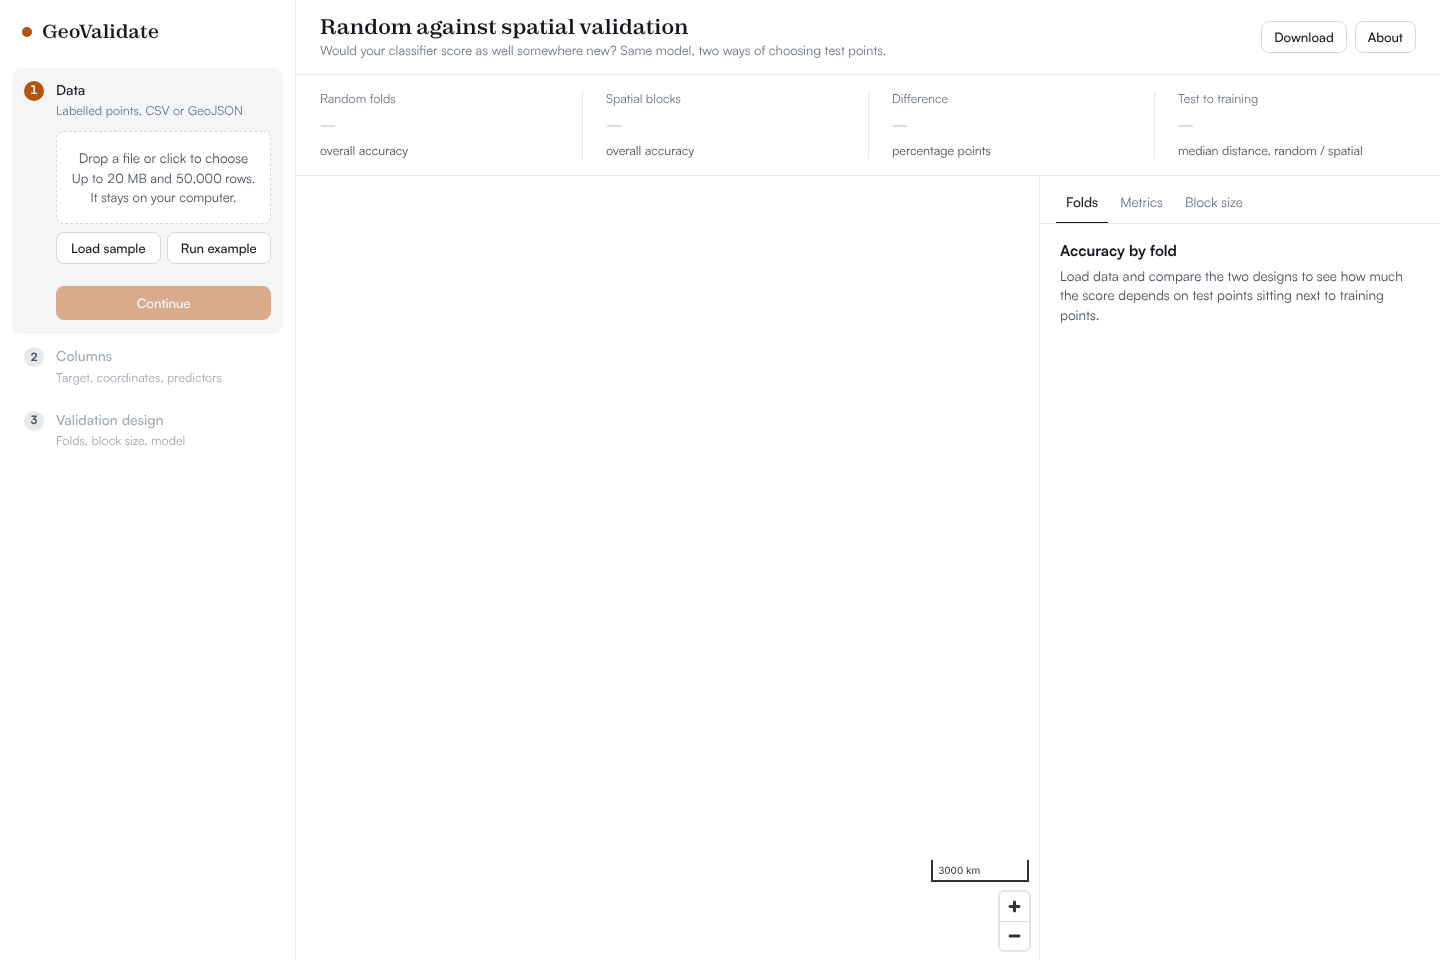 GeoValidate
1
Data
Labelled points, CSV or GeoJSON
Drop a file or click to choose
Up to 20 MB and 50,000 rows.
It stays on your computer.
Load sample
Run example
Continue
2
Columns
Target, coordinates, predictors
3
Validation design
Folds, block size, model
Random against spatial validation
Would your classifier score as well somewhere new? Same model, two ways of choosing test points.
Download
About
Random folds
—
overall accuracy
Spatial blocks
—
overall accuracy
Difference
—
percentage points
Test to training
—
median distance, random / spatial
3000 km
+
−
Folds
Metrics
Block size
Accuracy by fold
Load data and compare the two designs to see how much
the score depends on test points sitting next to training
points.